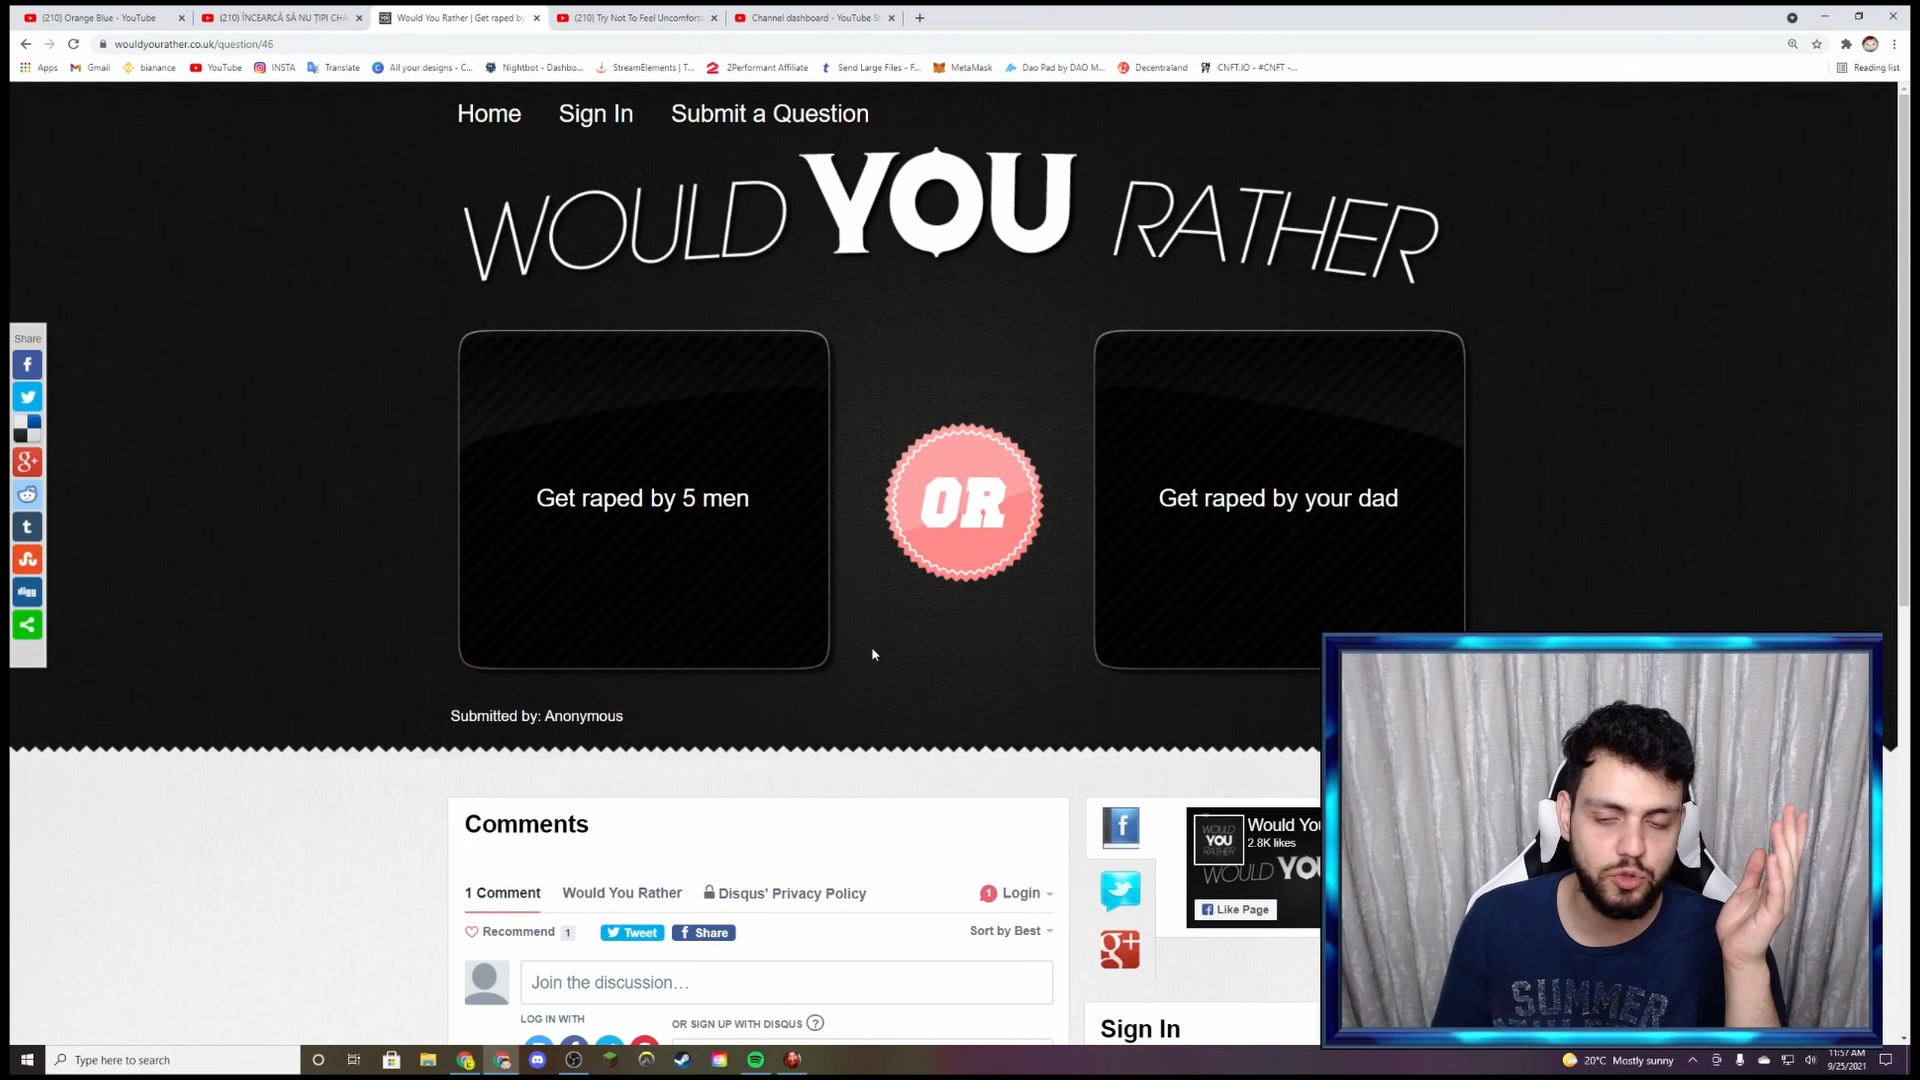 (210) Orange Blue - YouTube
(210) ÎNCEARCĂ SĂ NU ȚIPI CHA
Would You Rather | Get raped by
(210) Try Not To Feel Uncomforta
Channel dashboard - YouTube St
wouldyourather.co.uk/question/46
Apps
Gmail
bianance
YouTube
INSTA
Translate
All your designs - C...
Nightbot - Dashbo...
StreamElements | T...
2Performant Affiliate
Send Large Files - F...
MetaMask
Dao Pad by DAO M...
Decentraland
CNFT.IO - #CNFT -...
Reading list
Home
Sign In
Submit a Question
WOULD YOU RATHER
Share
Get raped by 5 men
OR
Get raped by your dad
digg
Submitted by: Anonymous
Comments
1 Comment
Would You Rather
Disqus' Privacy Policy
1
Login
Recommend 1
Tweet
Share
Sort by Best
Join the discussion...
LOG IN WITH
OR SIGN UP WITH DISQUS ?
Would You
2.8K likes
WOULD YOU
Like Page
Sign In
SUMMER
Type here to search
20°C Mostly sunny
11:57 AM
9/25/2021